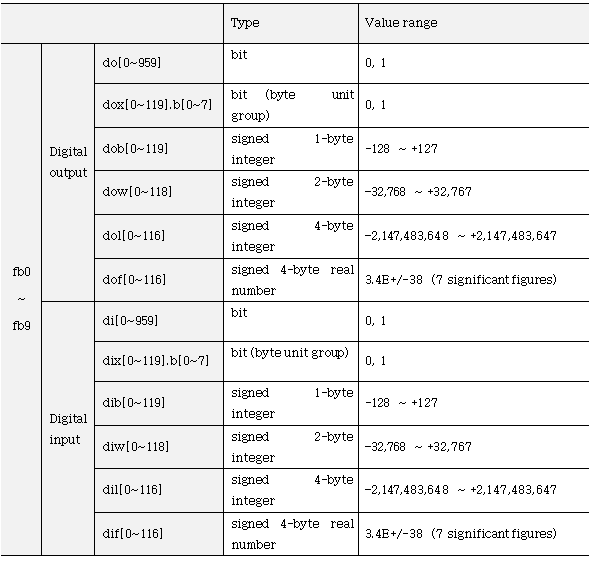 Type Value range
fb0
~
fb9
Digital
output
do[0~959] bit 0, 1
dox[0~119].b[0~7] bit (byte unit
group) 0, 1
dob[0~119] signed 1-byte
integer -128 ~ +127
dow[0~118] signed 2-byte
integer -32,768 ~ +32,767
dol[0~116] signed 4-byte
integer -2,147,483,648 ~ +2,147,483,647
dof[0~116] signed 4-byte real
number 3.4E+/-38 (7 significant figures)
Digital
input
di[0~959] bit 0, 1
dix[0~119].b[0~7] bit (byte unit group) 0, 1
dib[0~119] signed 1-byte
integer -128 ~ +127
diw[0~118] signed 2-byte
integer -32,768 ~ +32,767
dil[0~116] signed 4-byte
integer -2,147,483,648 ~ +2,147,483,647
dif[0~116] signed 4-byte real
number 3.4E+/-38 (7 significant figures)